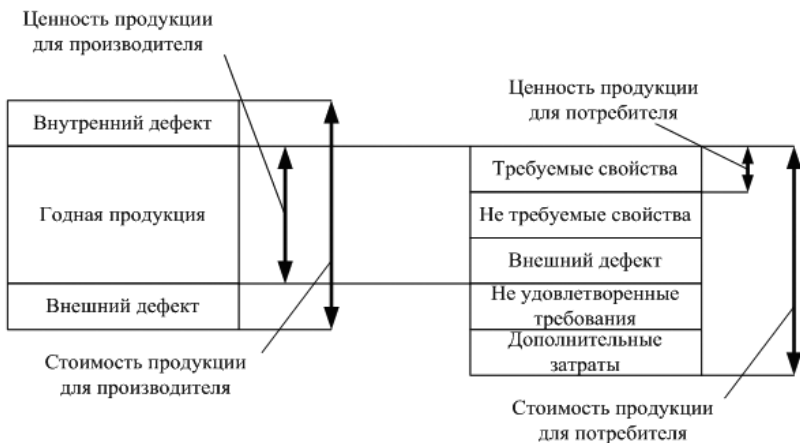 Ценность продукции
для производителя
Внутренний дефект
Годная продукция
Внешний дефект
Стоимость продукции
для производителя
Ценность продукции
для потребителя
Требуемые свойства
Не требуемые свойства
Внешний дефект
Не удовлетворенные
требования
Дополнительные
затраты
Стоимость продукции
для потребителя